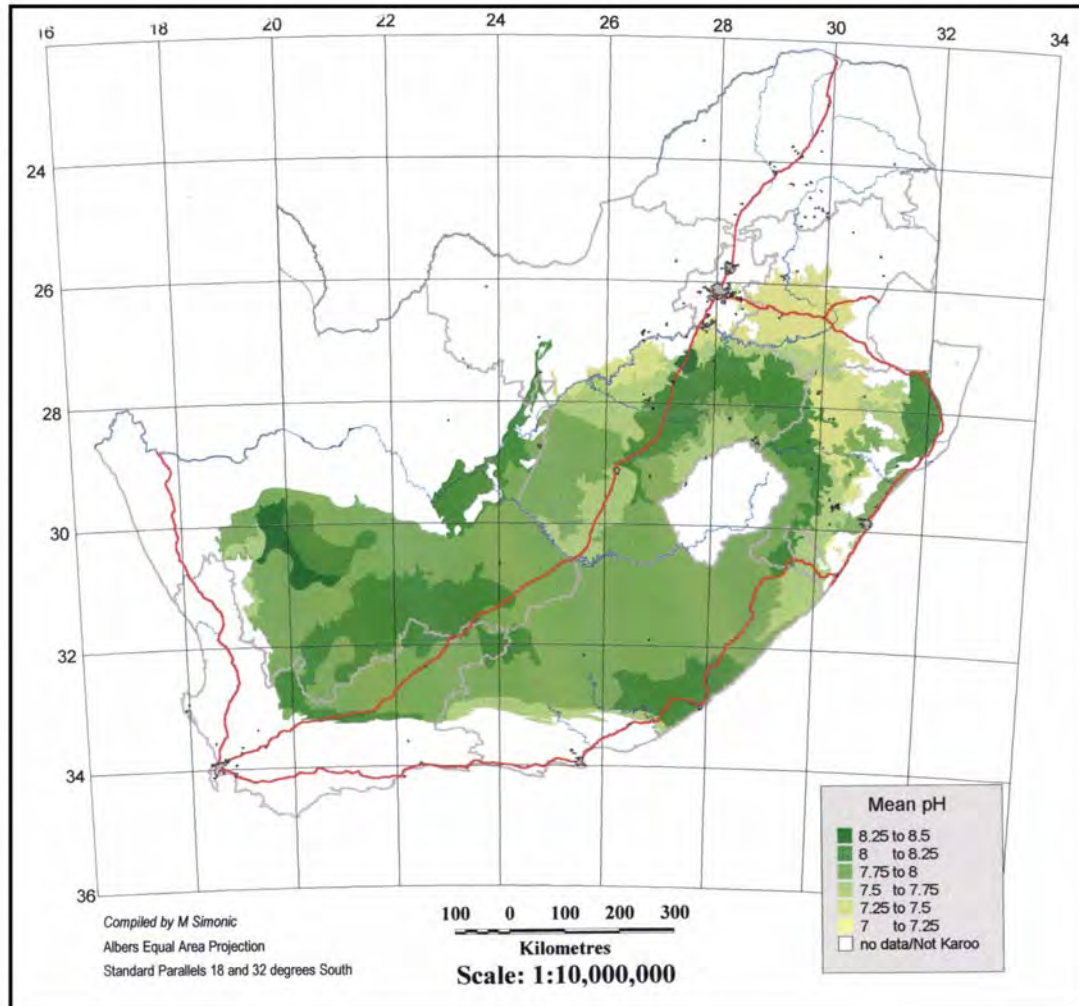 16 18 20 22 24 26 28 30 32 34
24
26
28
30
32
34
36
Mean pH
8.25 to 8.5
8 to 8.25
7.75 to 8
7.5 to 7.75
7.25 to 7.5
7 to 7.25
no data/Not Karoo
Compiled by M Simonic
Albers Equal Area Projection
Standard Parallels 18 and 32 degrees South
100 0 100 200 300
Kilometres
Scale: 1:10,000,000